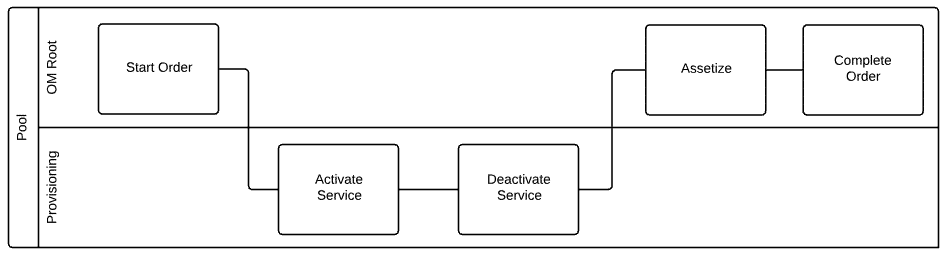 Pool
OM Root
Start Order
Assetize
Complete
Order
Provisioning
Activate
Service
Deactivate
Service